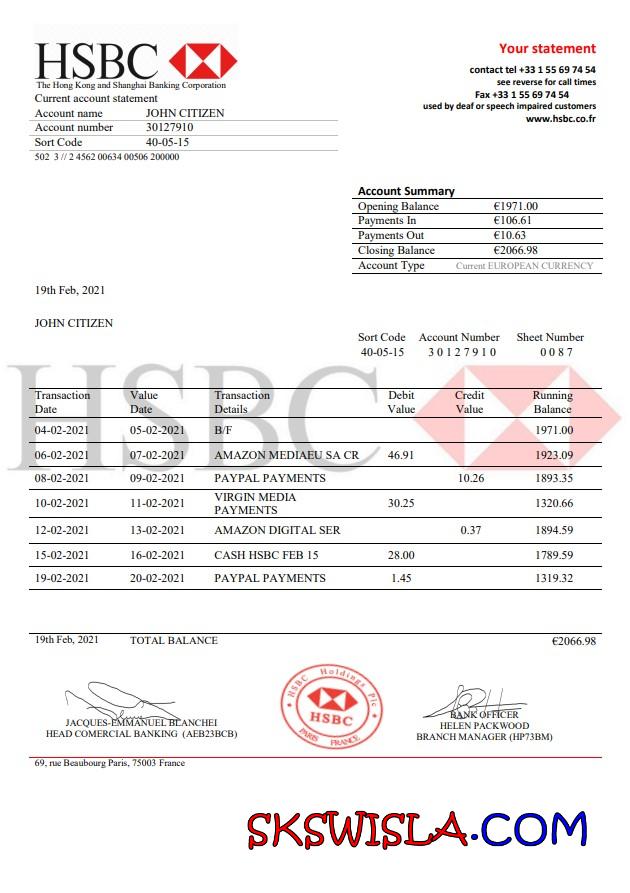 HSBC
The Hong Kong and Shanghai Banking Corporation
Current account statement
Account name JOHN CITIZEN
Account number 30127910
Sort Code 40-05-15
502 3 // 2 4562 00634 00506 200000
Your statement
contact tel +33 1 55 69 74 54
see reverse for call times
Fax +33 1 55 69 74 54
used by deaf or speech impaired customers
www.hsbc.co.fr
Account Summary
Opening Balance €1971.00
Payments In €106.61
Payments Out €10.63
Closing Balance €2066.98
Account Type Current EUROPEAN CURRENCY
19th Feb, 2021
JOHN CITIZEN
Sort Code Account Number Sheet Number
40-05-15 3 0 1 2 7 9 1 0 0 0 8 7
HSBC
Transaction Value Transaction Debit Credit Running
Date Date Details Value Value Balance
04-02-2021 05-02-2021 B/F 1971.00
06-02-2021 07-02-2021 AMAZON MEDIAEU SA CR 46.91 1923.09
08-02-2021 09-02-2021 PAYPAL PAYMENTS 10.26 1893.35
10-02-2021 11-02-2021 VIRGIN MEDIA PAYMENTS 30.25 1320.66
12-02-2021 13-02-2021 AMAZON DIGITAL SER 0.37 1894.59
15-02-2021 16-02-2021 CASH HSBC FEB 15 28.00 1789.59
19-02-2021 20-02-2021 PAYPAL PAYMENTS 1.45 1319.32
19th Feb, 2021 TOTAL BALANCE €2066.98
JACQUES-EMMANUEL BLANCHEI
HEAD COMERCIAL BANKING (AEB23BCB)
HSBC Holdings Plc
HSBC
PARIS FRANCE
BANK OFFICER
HELEN PACKWOOD
BRANCH MANAGER (HP73BM)
69, rue Beaubourg Paris, 75003 France
SKSWISLA.COM